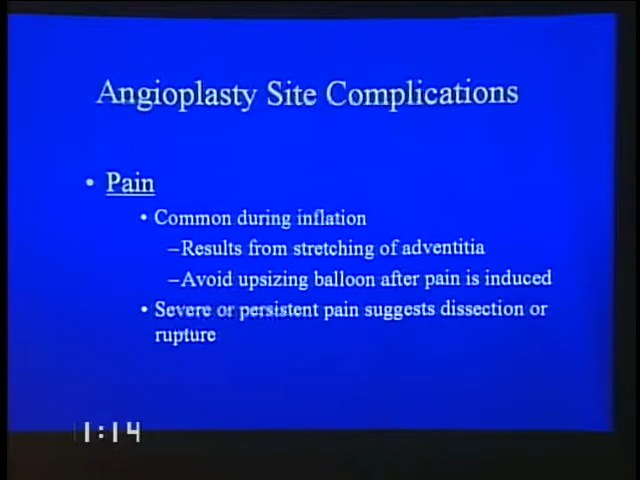 Angioplasty Site Complications
• Pain
• Common during inflation
–Results from stretching of adventitia
–Avoid upsizing balloon after pain is induced
• Severe or persistent pain suggests dissection or
rupture
1:14